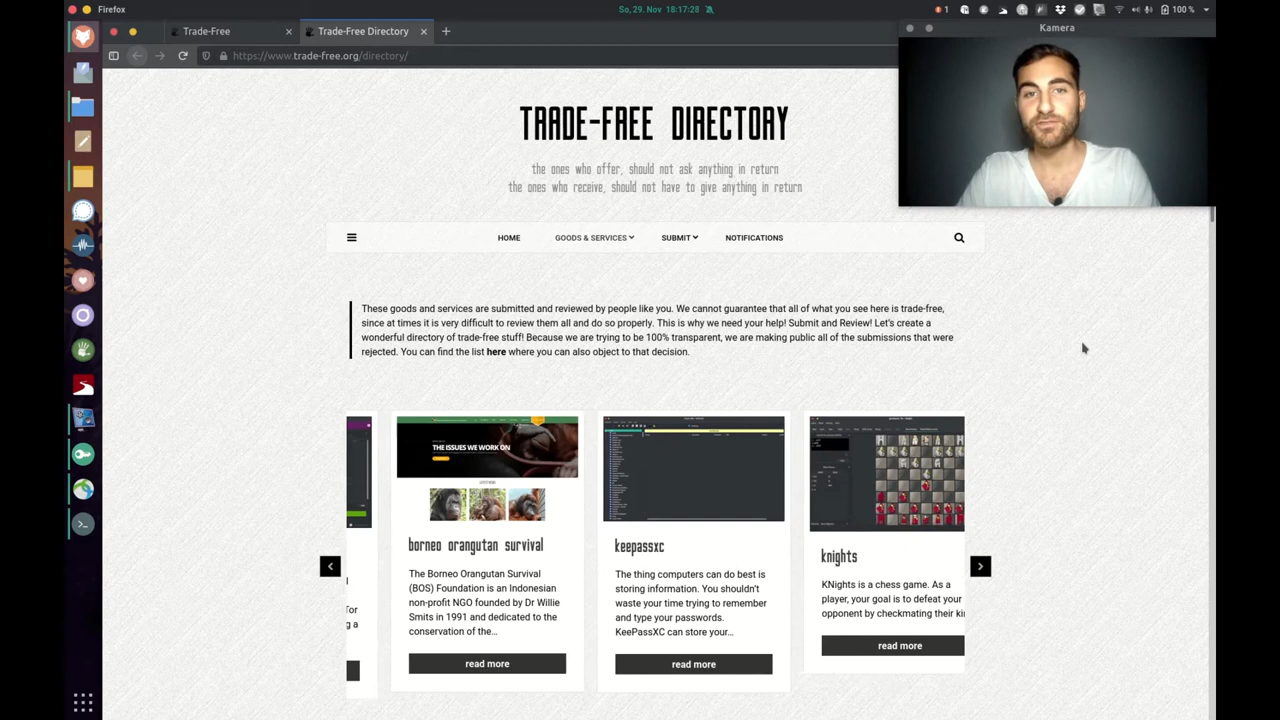 Firefox
So, 29. Nov 18:17:28
1
100 %
Trade-Free
Trade-Free Directory
Kamera
https://www.trade-free.org/directory/
TRADE-FREE DIRECTORY
the ones who offer, should not ask anything in return
the ones who receive, should not have to give anything in return
HOME
GOODS & SERVICES
SUBMIT
NOTIFICATIONS
These goods and services are submitted and reviewed by people like you. We cannot guarantee that all of what you see here is trade-free,
since at times it is very difficult to review them all and do so properly. This is why we need your help! Submit and Review! Let's create a
wonderful directory of trade-free stuff! Because we are trying to be 100% transparent, we are making public all of the submissions that were
rejected. You can find the list here where you can also object to that decision.
THE ISSUES WE WORK ON
borneo orangutan survival
The Borneo Orangutan Survival
(BOS) Foundation is an Indonesian
non-profit NGO founded by Dr Willie
Smits in 1991 and dedicated to the
conservation of the...
read more
keepassxc
The thing computers can do best is
storing information. You shouldn't
waste your time trying to remember
and type your passwords.
KeePassXC can store your...
read more
knights
KNights is a chess game. As a
player, your goal is to defeat your
opponent by checkmating their
read more